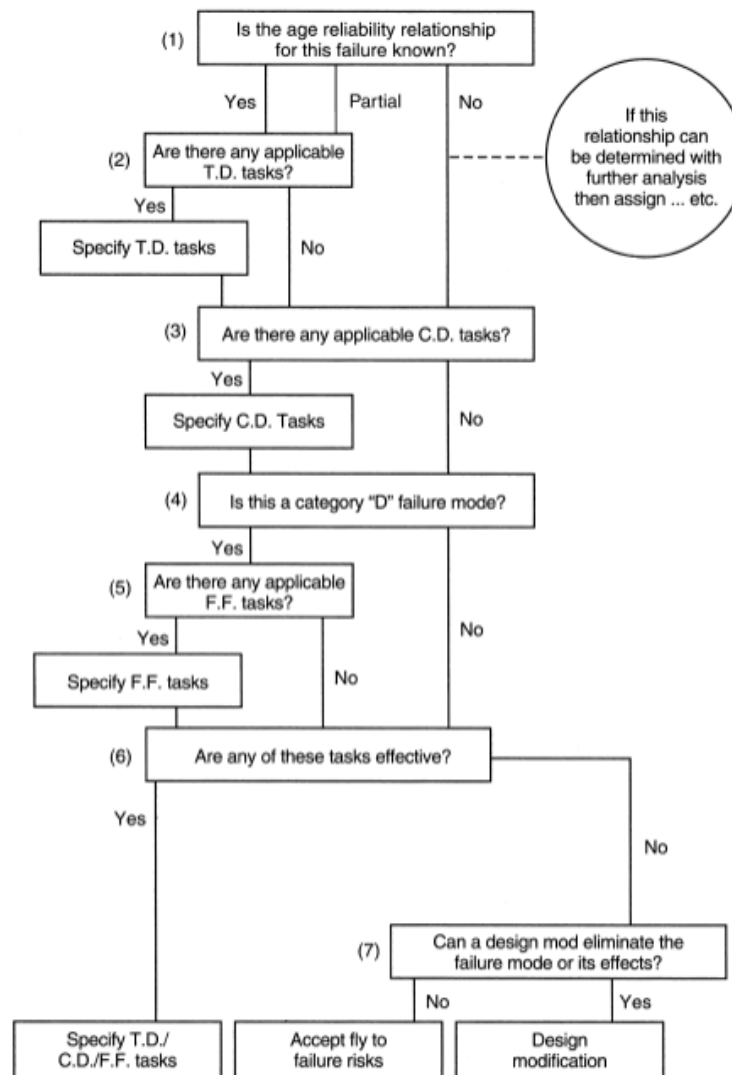 (1)
Is the age reliability relationship
for this failure known?
Yes
Partial
No
If this
relationship can
be determined with
further analysis
then assign ... etc.
(2)
Are there any applicable
T.D. tasks?
Yes
Specify T.D. tasks
No
(3)
Are there any applicable C.D. tasks?
Yes
No
Specify C.D. Tasks
(4)
Is this a category "D" failure mode?
Yes
(5)
Are there any applicable
F.F. tasks?
No
Yes
Specify F.F. tasks
No
(6)
Are any of these tasks effective?
Yes
No
(7)
Can a design mod eliminate the
failure mode or its effects?
No
Yes
Specify T.D./
C.D./F.F. tasks
Accept fly to
failure risks
Design
modification